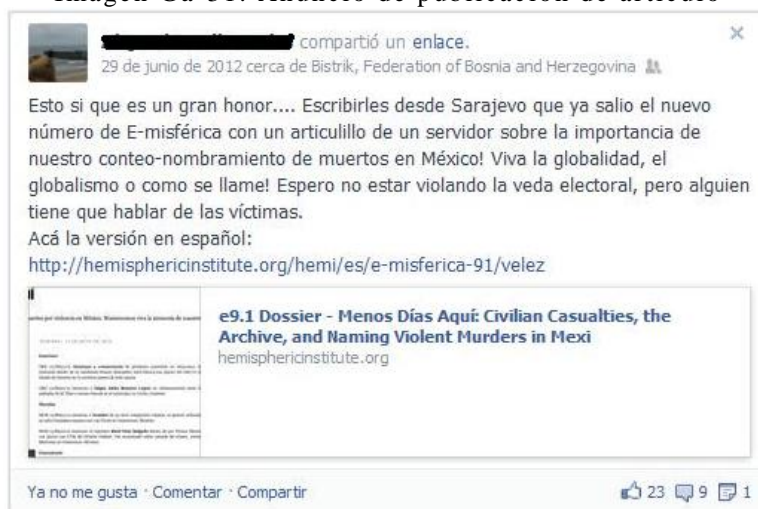 Imagen Ga-31: Anuncio de publicación de artículo
compartió un enlace.
29 de junio de 2012 cerca de Bistrik, Federation of Bosnia and Herzegovina
Esto si que es un gran honor.... Escribirles desde Sarajevo que ya salio el nuevo
número de E-misférica con un articulillo de un servidor sobre la importancia de
nuestro conteo-nombramiento de muertos en México! Viva la globalidad, el
globalismo o como se llame! Espero no estar violando la veda electoral, pero alguien
tiene que hablar de las víctimas.
Acá la versión en español:
http://hemisphericinstitute.org/hemi/es/e-misferica-91/velez
e9.1 Dossier - Menos Días Aquí: Civilian Casualties, the
Archive, and Naming Violent Murders in Mexi
hemisphericinstitute.org
Ya no me gusta · Comentar · Compartir
23 9 1